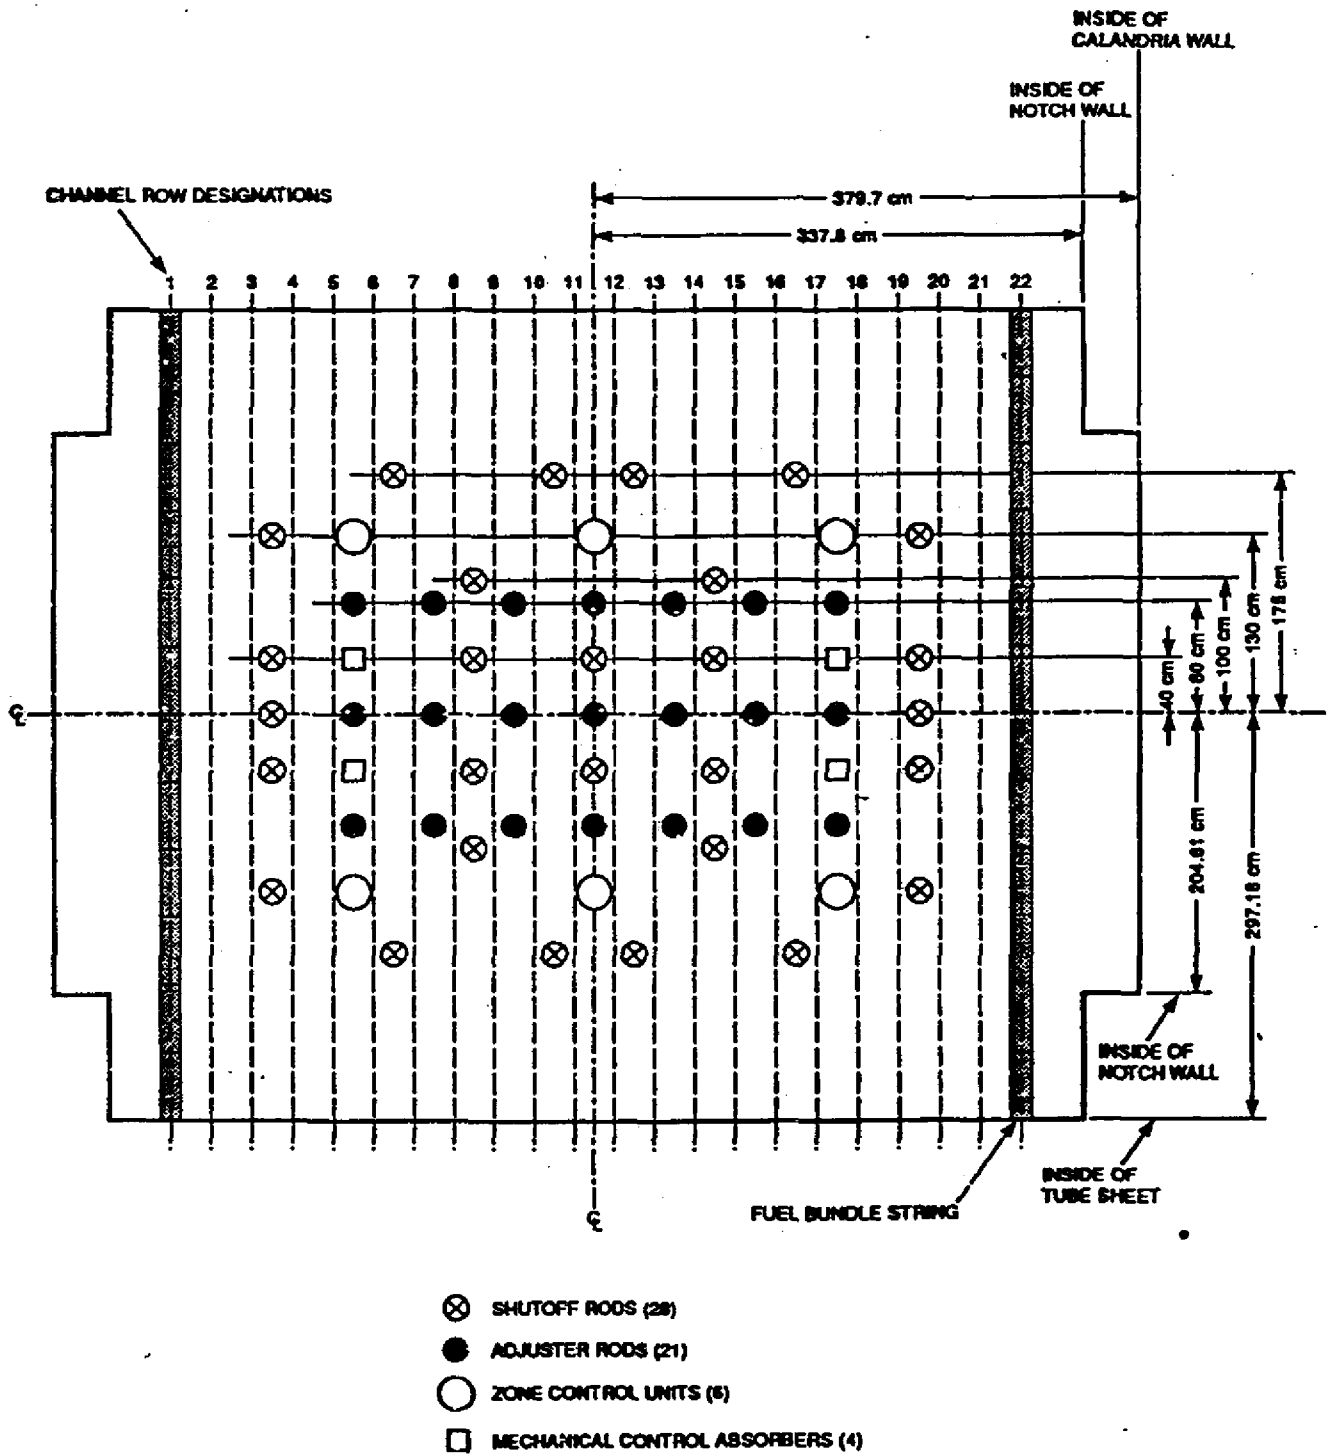 INSIDE OF
CALANDRIA WALL
INSIDE OF
NOTCH WALL
CHANNEL ROW DESIGNATIONS
379.7 cm
337.8 cm
1 2 3 4 5 6 7 8 9 10 11 12 13 14 15 16 17 18 19 20 21 22
40 cm
80 cm
100 cm
130 cm
175 cm
℄
204.61 cm
297.18 cm
INSIDE OF
NOTCH WALL
INSIDE OF
TUBE SHEET
FUEL BUNDLE STRING
℄
SHUTOFF RODS (28)
ADJUSTER RODS (21)
ZONE CONTROL UNITS (6)
MECHANICAL CONTROL ABSORBERS (4)